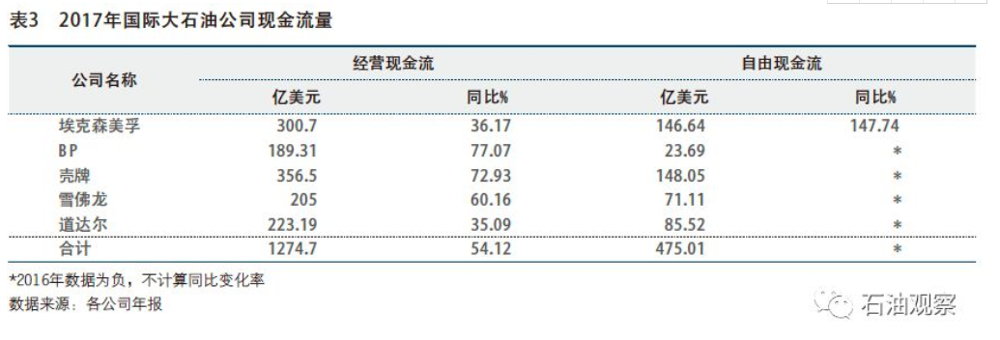 表3 2017年国际大石油公司现金流量
公司名称 经营现金流 自由现金流
亿美元 同比% 亿美元 同比%
埃克森美孚 300.7 36.17 146.64 147.74
BP 189.31 77.07 23.69 *
壳牌 356.5 72.93 148.05 *
雪佛龙 205 60.16 71.11 *
道达尔 223.19 35.09 85.52 *
合计 1274.7 54.12 475.01 *
*2016年数据为负，不计算同比变化率
数据来源：各公司年报
石油观察